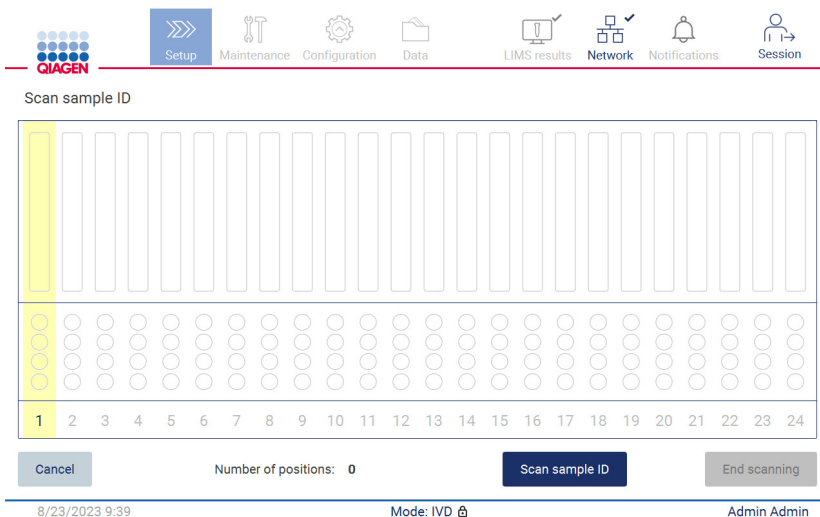 QIAGEN
Setup Maintenance Configuration Data LIMS results Network Notifications Session
Scan sample ID
1 2 3 4 5 6 7 8 9 10 11 12 13 14 15 16 17 18 19 20 21 22 23 24
Cancel Number of positions: 0 Scan sample ID End scanning
8/23/2023 9:39 Mode: IVD Admin Admin